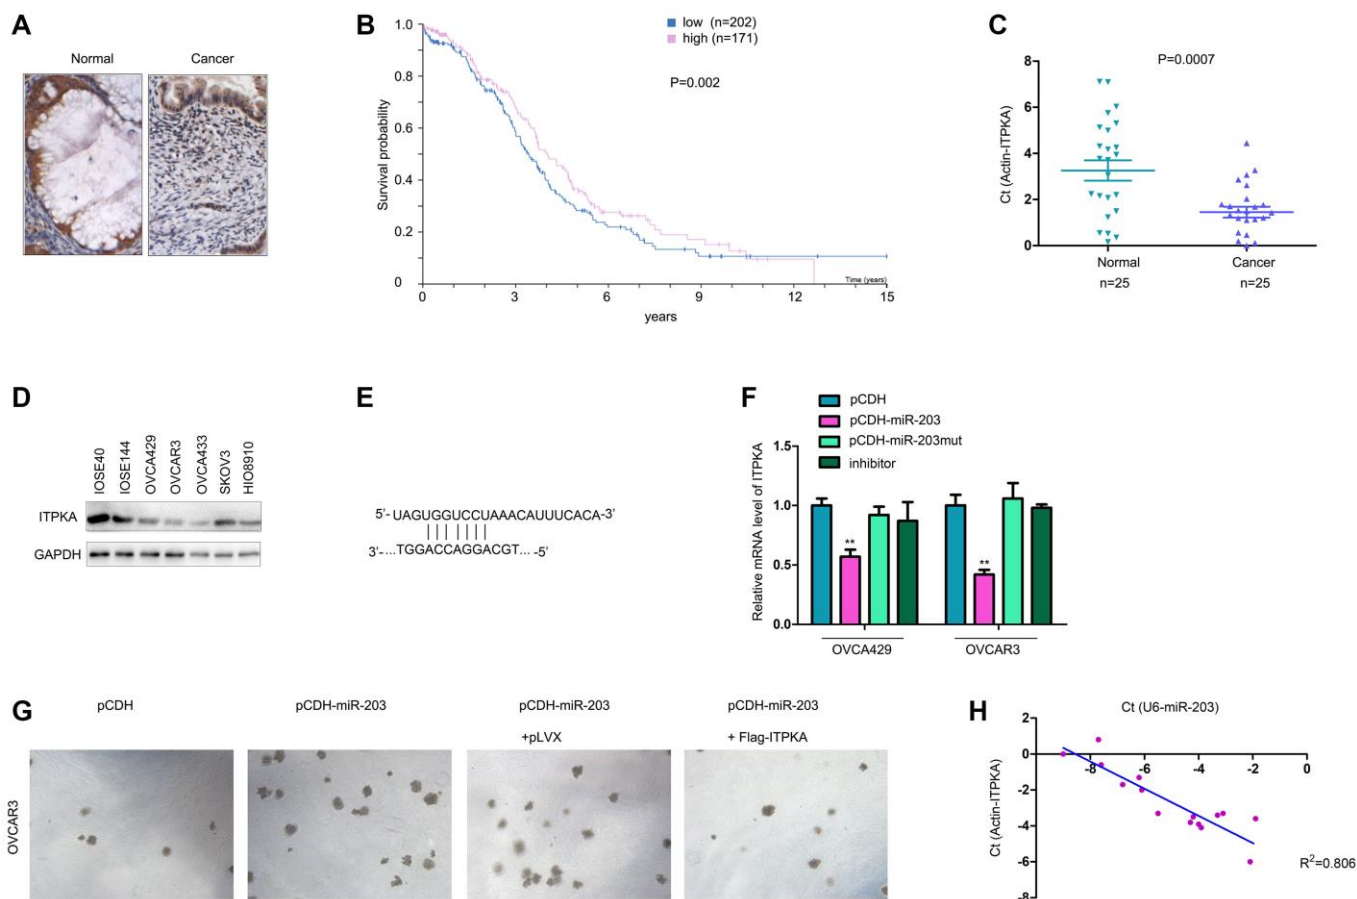 A
Normal
Cancer
B
low (n=202)
high (n=171)
P=0.002
Survival probability
1.0
0.8
0.6
0.4
0.2
0
0
3
6
9
12
15
Time (years)
years
C
P=0.0007
Ct (Actin-ITPKA)
8
6
4
2
0
Normal
Cancer
n=25
n=25
D
IOSE40
IOSE144
OVCA429
OVCAR3
OVCA433
SKOV3
HIO8910
ITPKA
GAPDH
E
5'-UAGUGGUCCUAAACAUUUCACA-3'
3'-...TGGACCAGGACGT... -5'
F
pCDH
pCDH-miR-203
pCDH-miR-203mut
inhibitor
Relative mRNA level of ITPKA
1.5
1.0
0.5
0.0
**
**
OVCA429
OVCAR3
G
pCDH
pCDH-miR-203
pCDH-miR-203
+pLVX
pCDH-miR-203
+ Flag-ITPKA
OVCAR3
H
Ct (U6-miR-203)
Ct (Actin-ITPKA)
2
0
-2
-4
-6
-8
-8
-6
-4
-2
0
R2=0.806